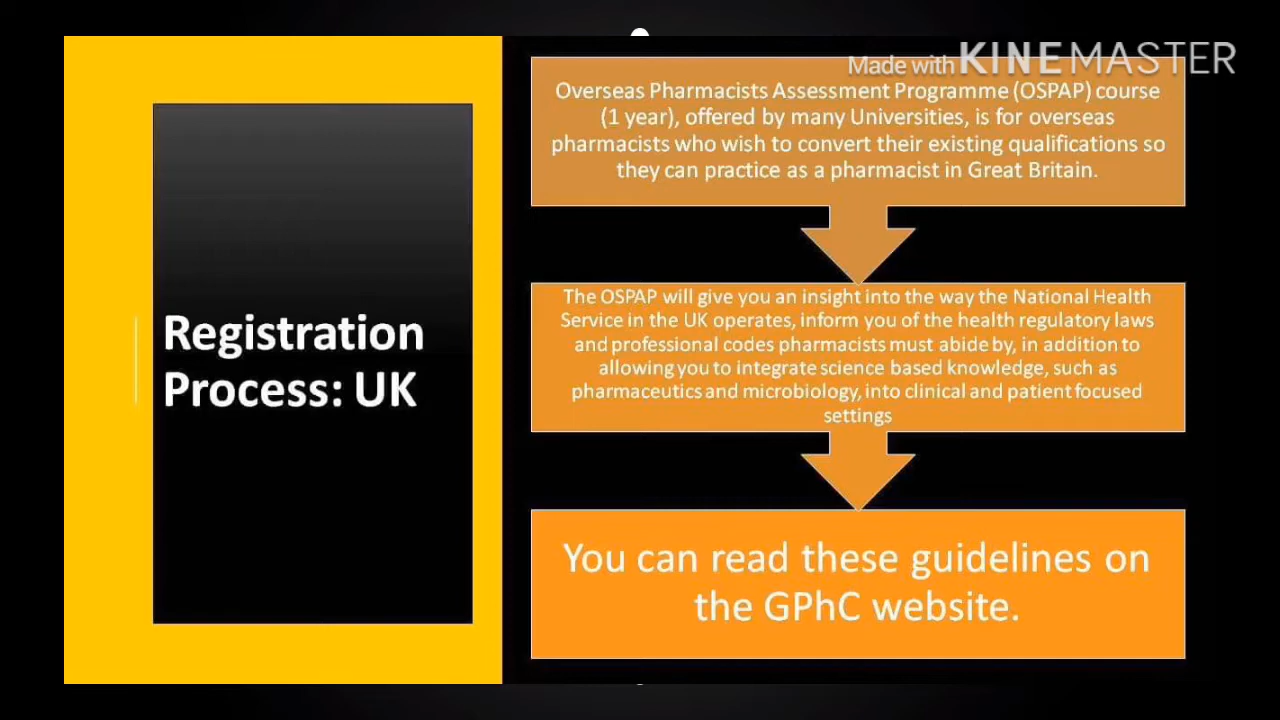 Made with KINEMASTER
Registration
Process: UK
Overseas Pharmacists Assessment Programme (OSPAP) course
(1 year), offered by many Universities, is for overseas
pharmacists who wish to convert their existing qualifications so
they can practice as a pharmacist in Great Britain.
The OSPAP will give you an insight into the way the National Health
Service in the UK operates, inform you of the health regulatory laws
and professional codes pharmacists must abide by, in addition to
allowing you to integrate science based knowledge, such as
pharmaceutics and microbiology, into clinical and patient focused
settings
You can read these guidelines on
the GPhC website.